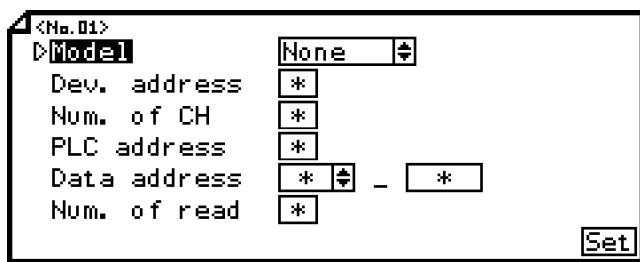 <No.01>
Model None
Dev. address *
Num. of CH *
PLC address *
Data address * _ *
Num. of read *
Set